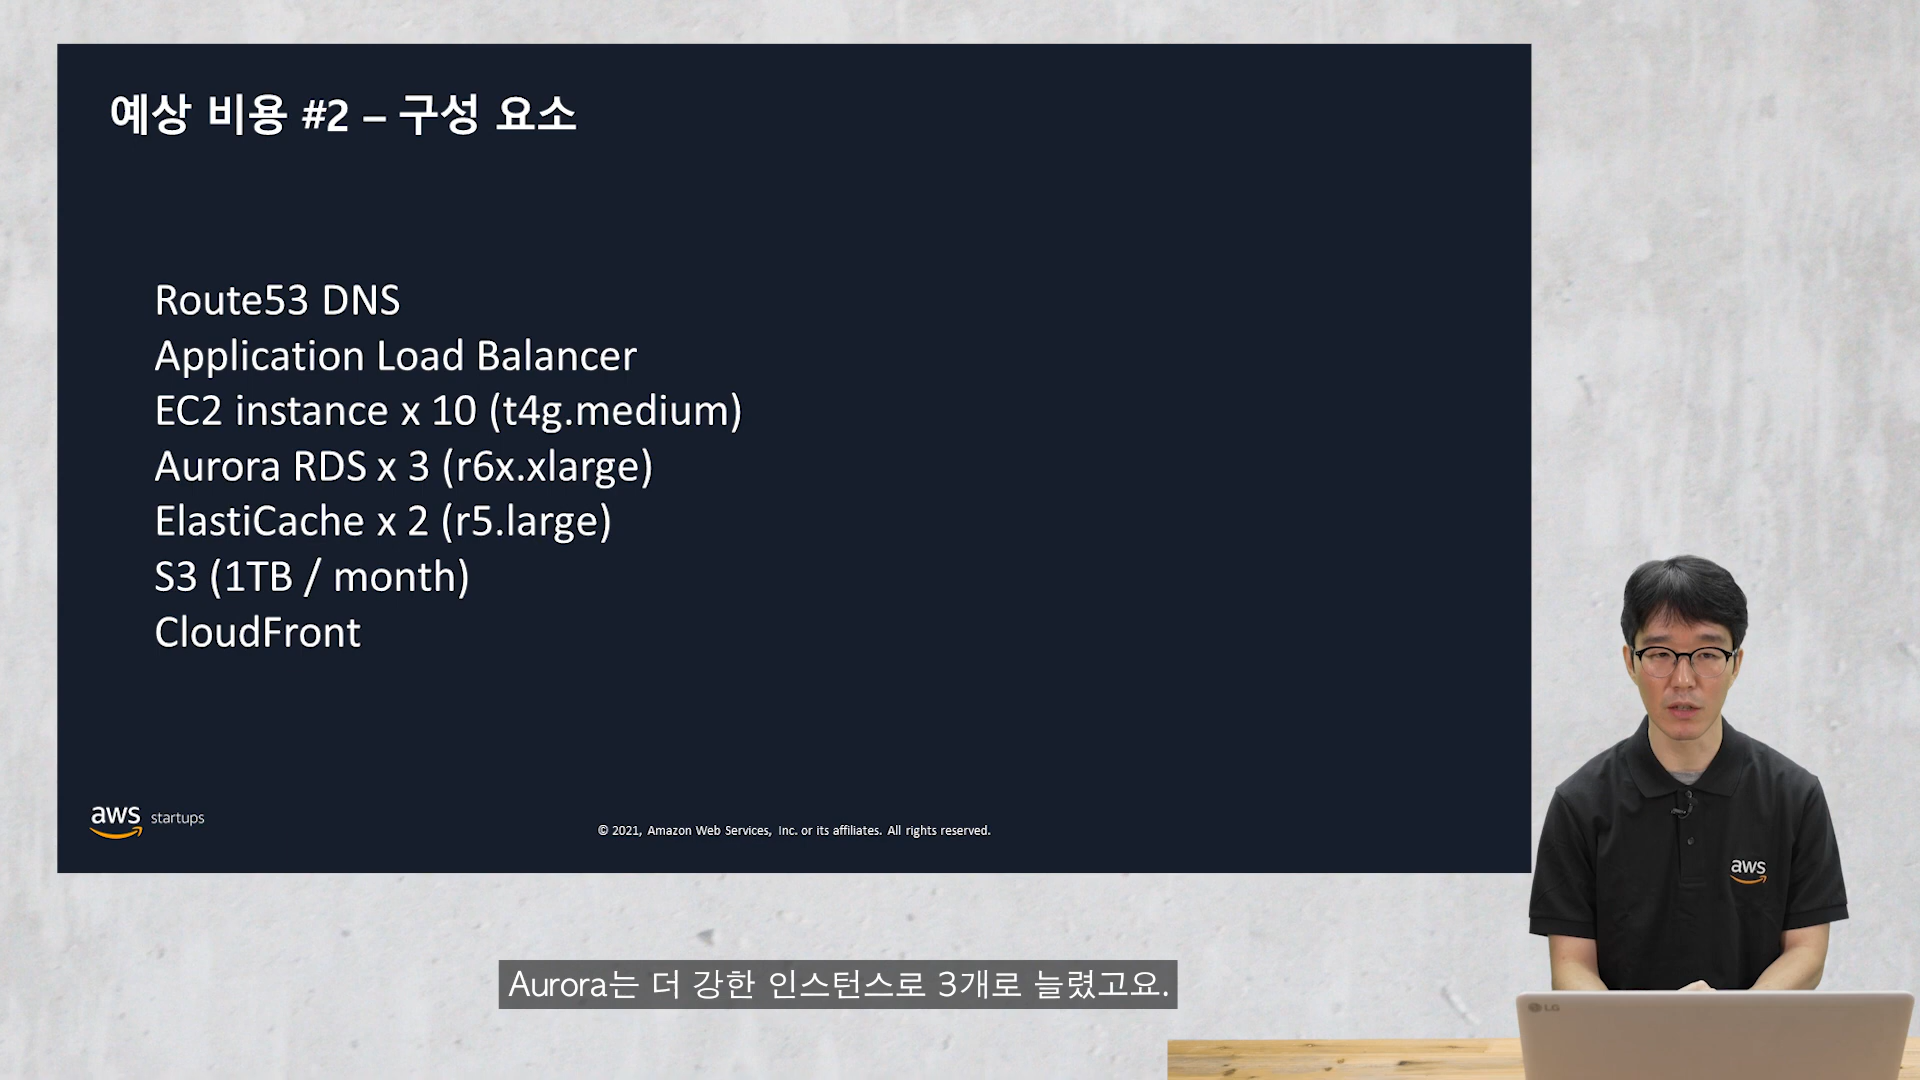 예상 비용 #2 – 구성 요소
Route53 DNS
Application Load Balancer
EC2 instance x 10 (t4g.medium)
Aurora RDS x 3 (r6x.xlarge)
ElastiCache x 2 (r5.large)
S3 (1TB / month)
CloudFront
aws startups
© 2021, Amazon Web Services, Inc. or its affiliates. All rights reserved.
aws
LG
Aurora는 더 강한 인스턴스로 3개로 늘렸고요.